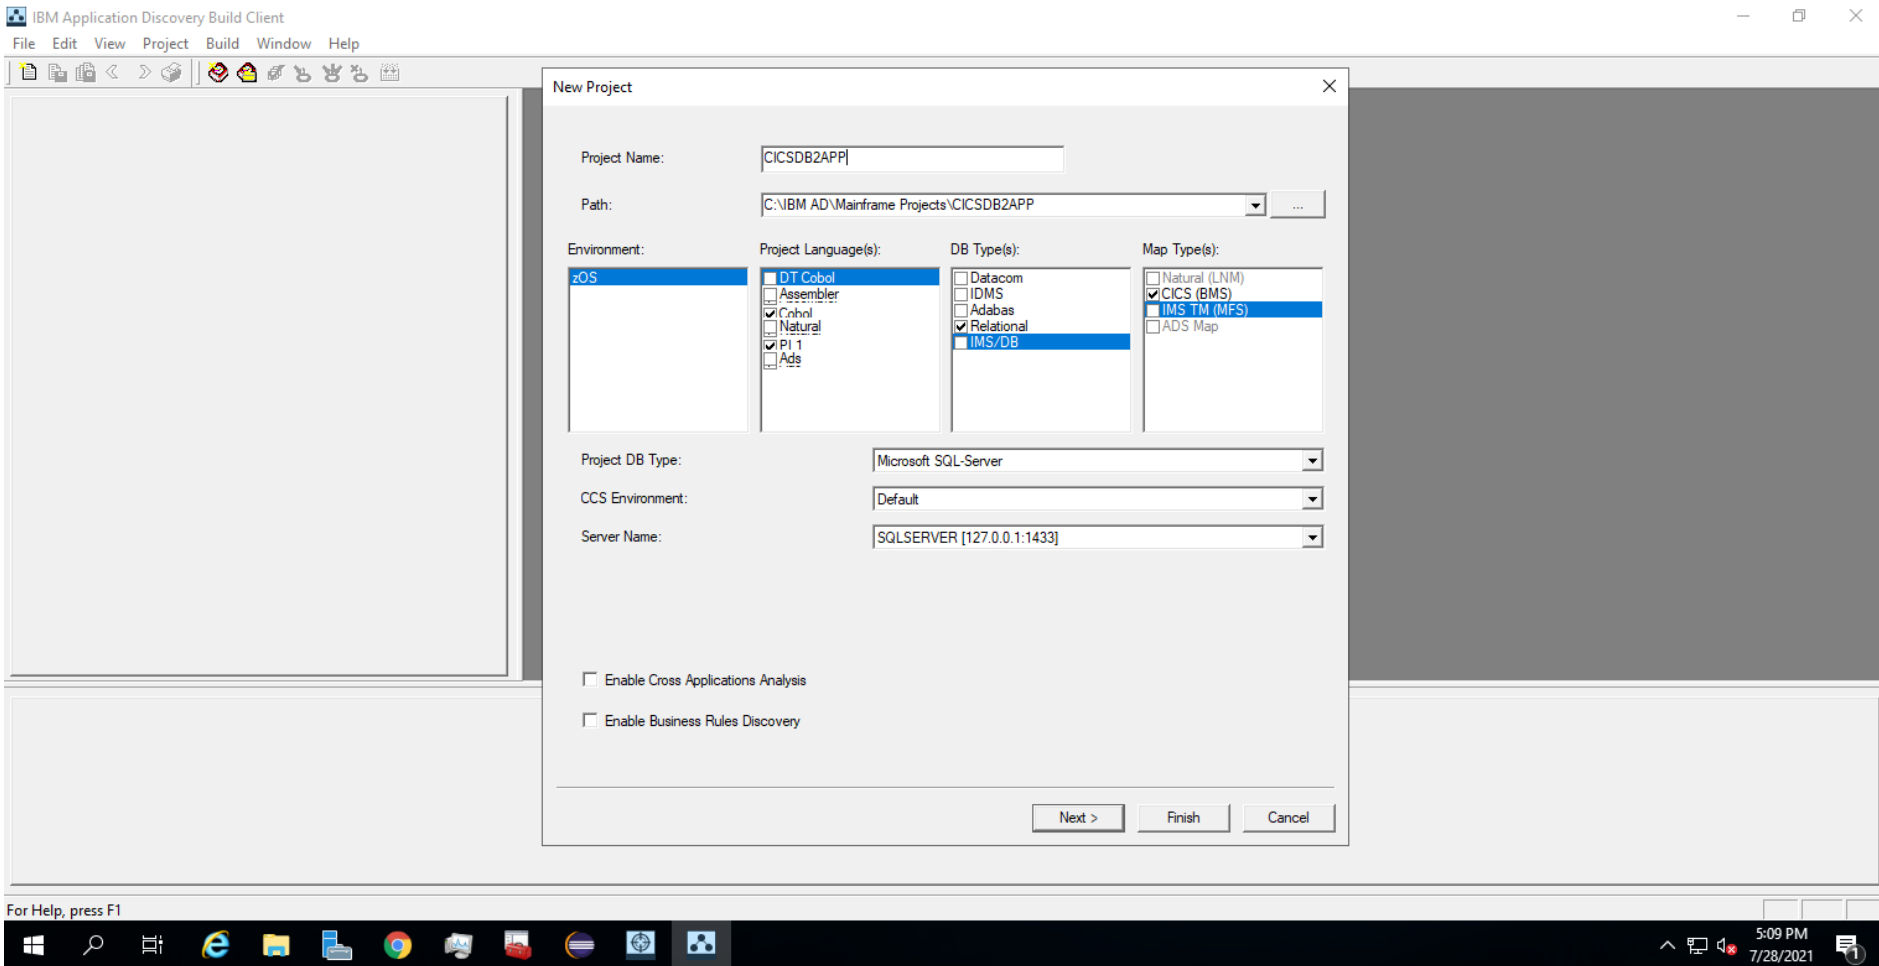 IBM Application Discovery Build Client
File Edit View Project Build Window Help
New Project
Project Name: CICSDB2APP
Path: C:\IBM AD\Mainframe Projects\CICSDB2APP ...
Environment: Project Language(s): DB Type(s): Map Type(s):
zOS DT Cobol Datacom Natural (LNM)
Assembler IDMS CICS (BMS)
Cobol Adabas IMS TM (MFS)
Natural Relational ADS Map
PL1 IMS/DB
Ads
Project DB Type: Microsoft SQL-Server
CCS Environment: Default
Server Name: SQLSERVER [127.0.0.1:1433]
Enable Cross Applications Analysis
Enable Business Rules Discovery
Next > Finish Cancel
For Help, press F1
5:09 PM
7/28/2021
1